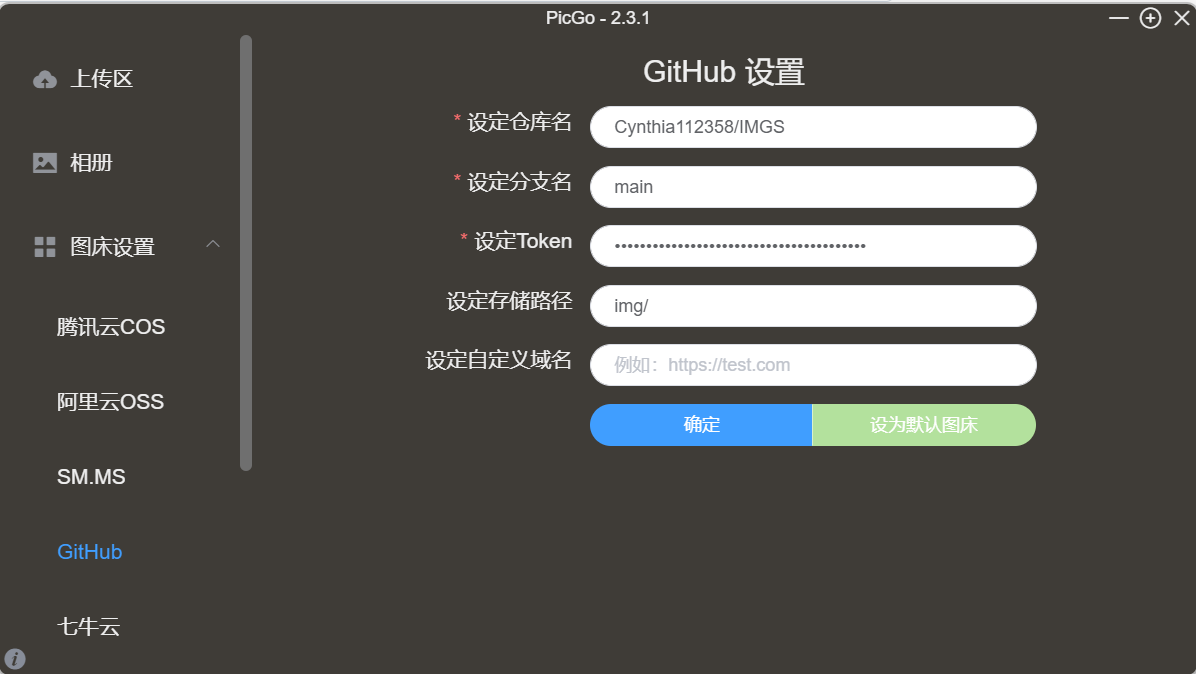 PicGo - 2.3.1
上传区
相册
图床设置
腾讯云COS
阿里云OSS
SM.MS
GitHub
七牛云
GitHub 设置
* 设定仓库名 Cynthia112358/IMGS
* 设定分支名 main
* 设定Token ••••••••••••••••••••••••••••••••••••••••
设定存储路径 img/
设定自定义域名 例如：https://test.com
确定 设为默认图床